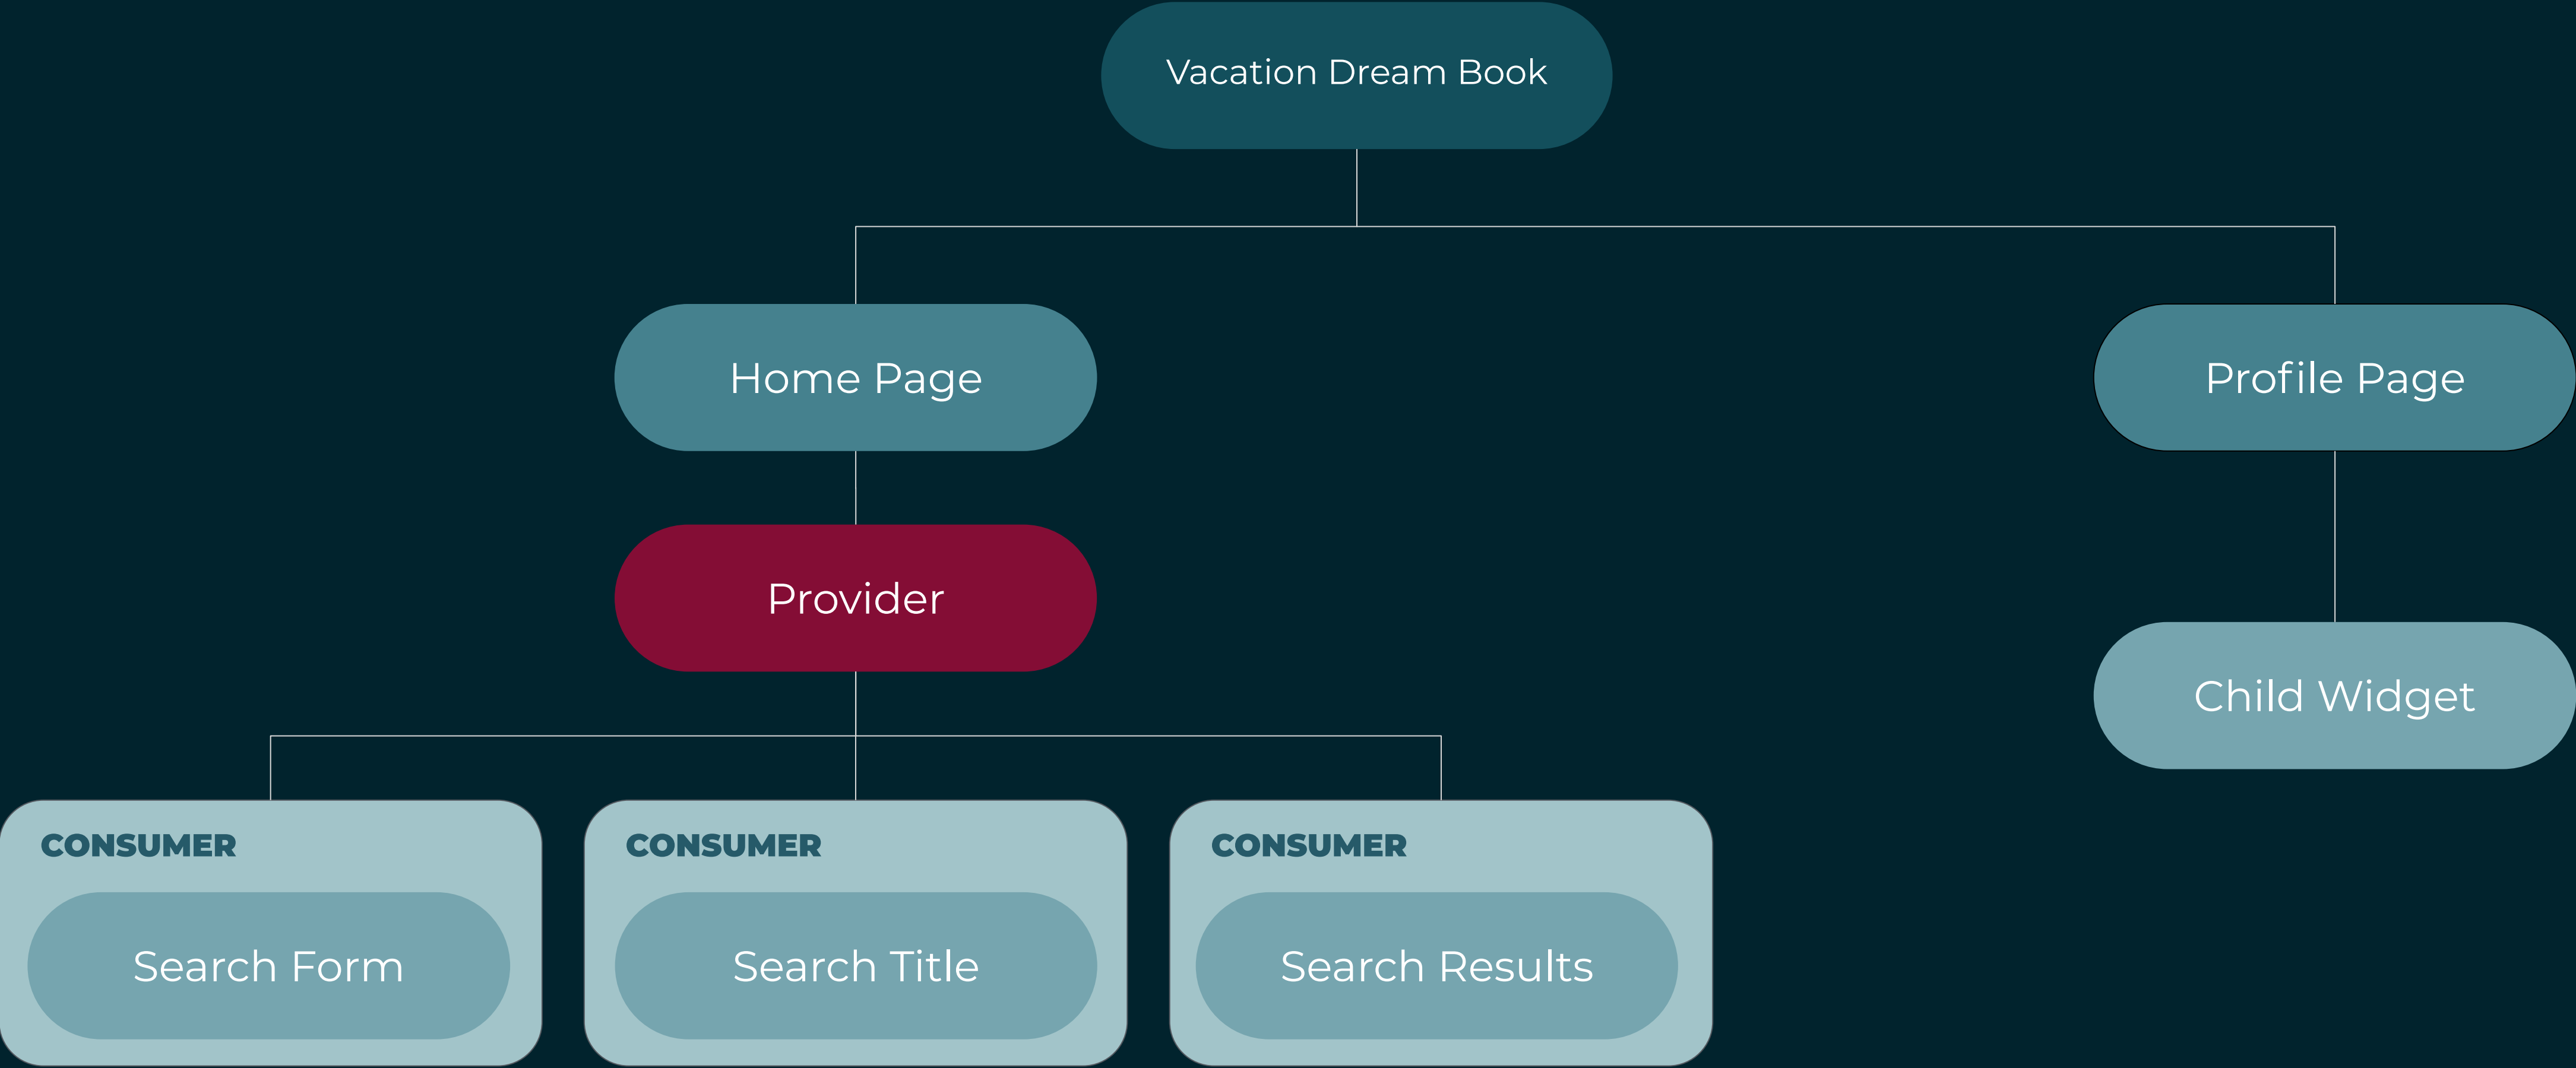 Vacation Dream Book
Home Page
Profile Page
Provider
Child Widget
CONSUMER
Search Form
CONSUMER
Search Title
CONSUMER
Search Results